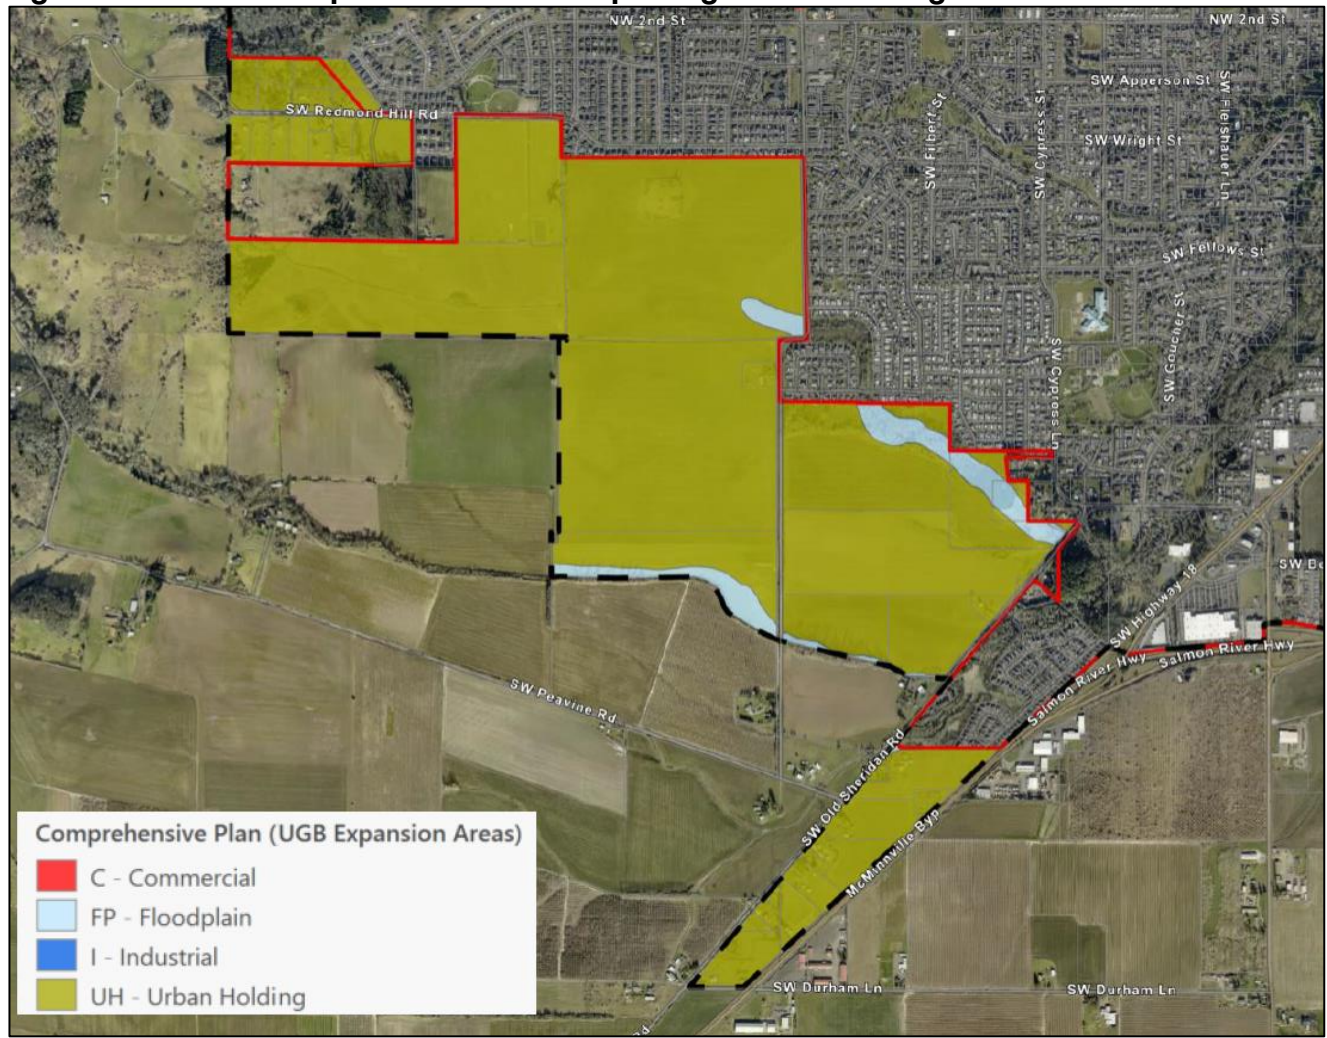 NW 2nd St
NW 2nd St
SW Apperson St
SW Redmond Hill Rd
SW Filbert St
SW Cypress St
SW Wright St
SW Fleishauer Ln
SW Fellows St
SW Goucher St
SW Cypress Ln
SW Highway 18
Salmon River Hwy
Salmon River Hwy
SW Peavine Rd
SW Old Sheridan Rd
McMinnville Byp
SW Durham Ln
SW Durham Ln
Rd
Comprehensive Plan (UGB Expansion Areas)
C - Commercial
FP - Floodplain
I - Industrial
UH - Urban Holding